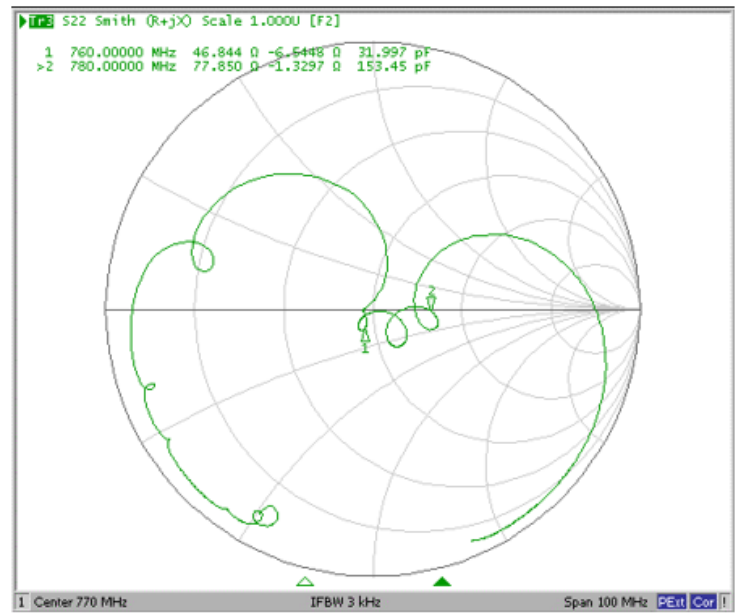 Tr3 S22 Smith (R+jX) Scale 1.000U [F2]
1 760.00000 MHz 46.844 Ω -6.5448 Ω 31.997 pF
>2 780.00000 MHz 77.850 Ω -1.3297 Ω 153.45 pF
2
1
1 Center 770 MHz IFBW 3 kHz Span 100 MHz PExt Cor !